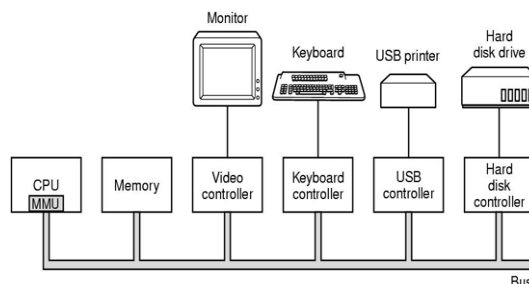 Monitor
Keyboard
USB printer
Hard
disk drive
CPU
MMU
Memory
Video
controller
Keyboard
controller
USB
controller
Hard
disk
controller
Bus